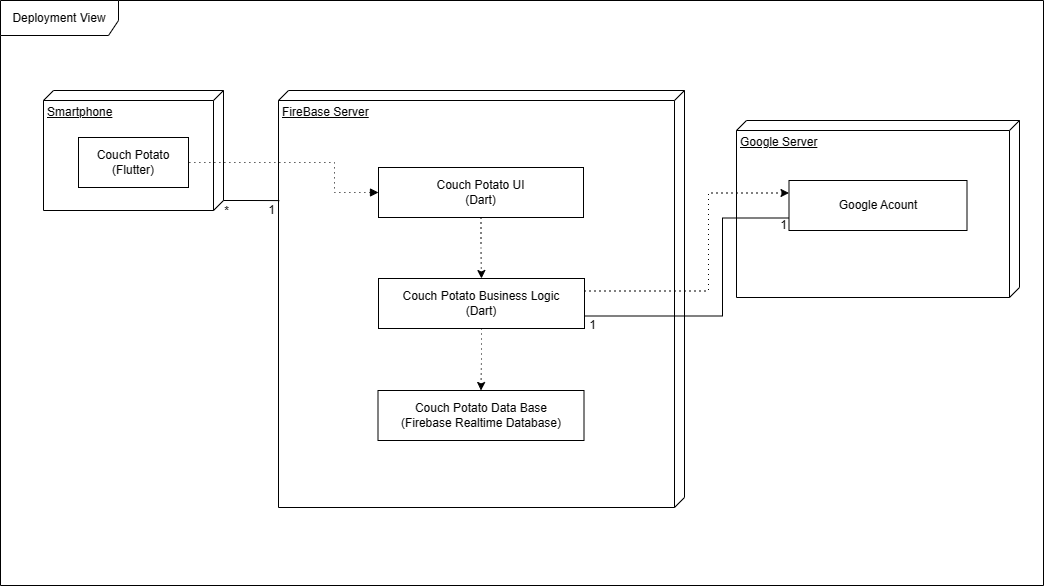 Deployment View
Smartphone
Couch Potato
(Flutter)
*
1
FireBase Server
Couch Potato UI
(Dart)
Couch Potato Business Logic
(Dart)
1
Couch Potato Data Base
(Firebase Realtime Database)
Google Server
Google Acount
1